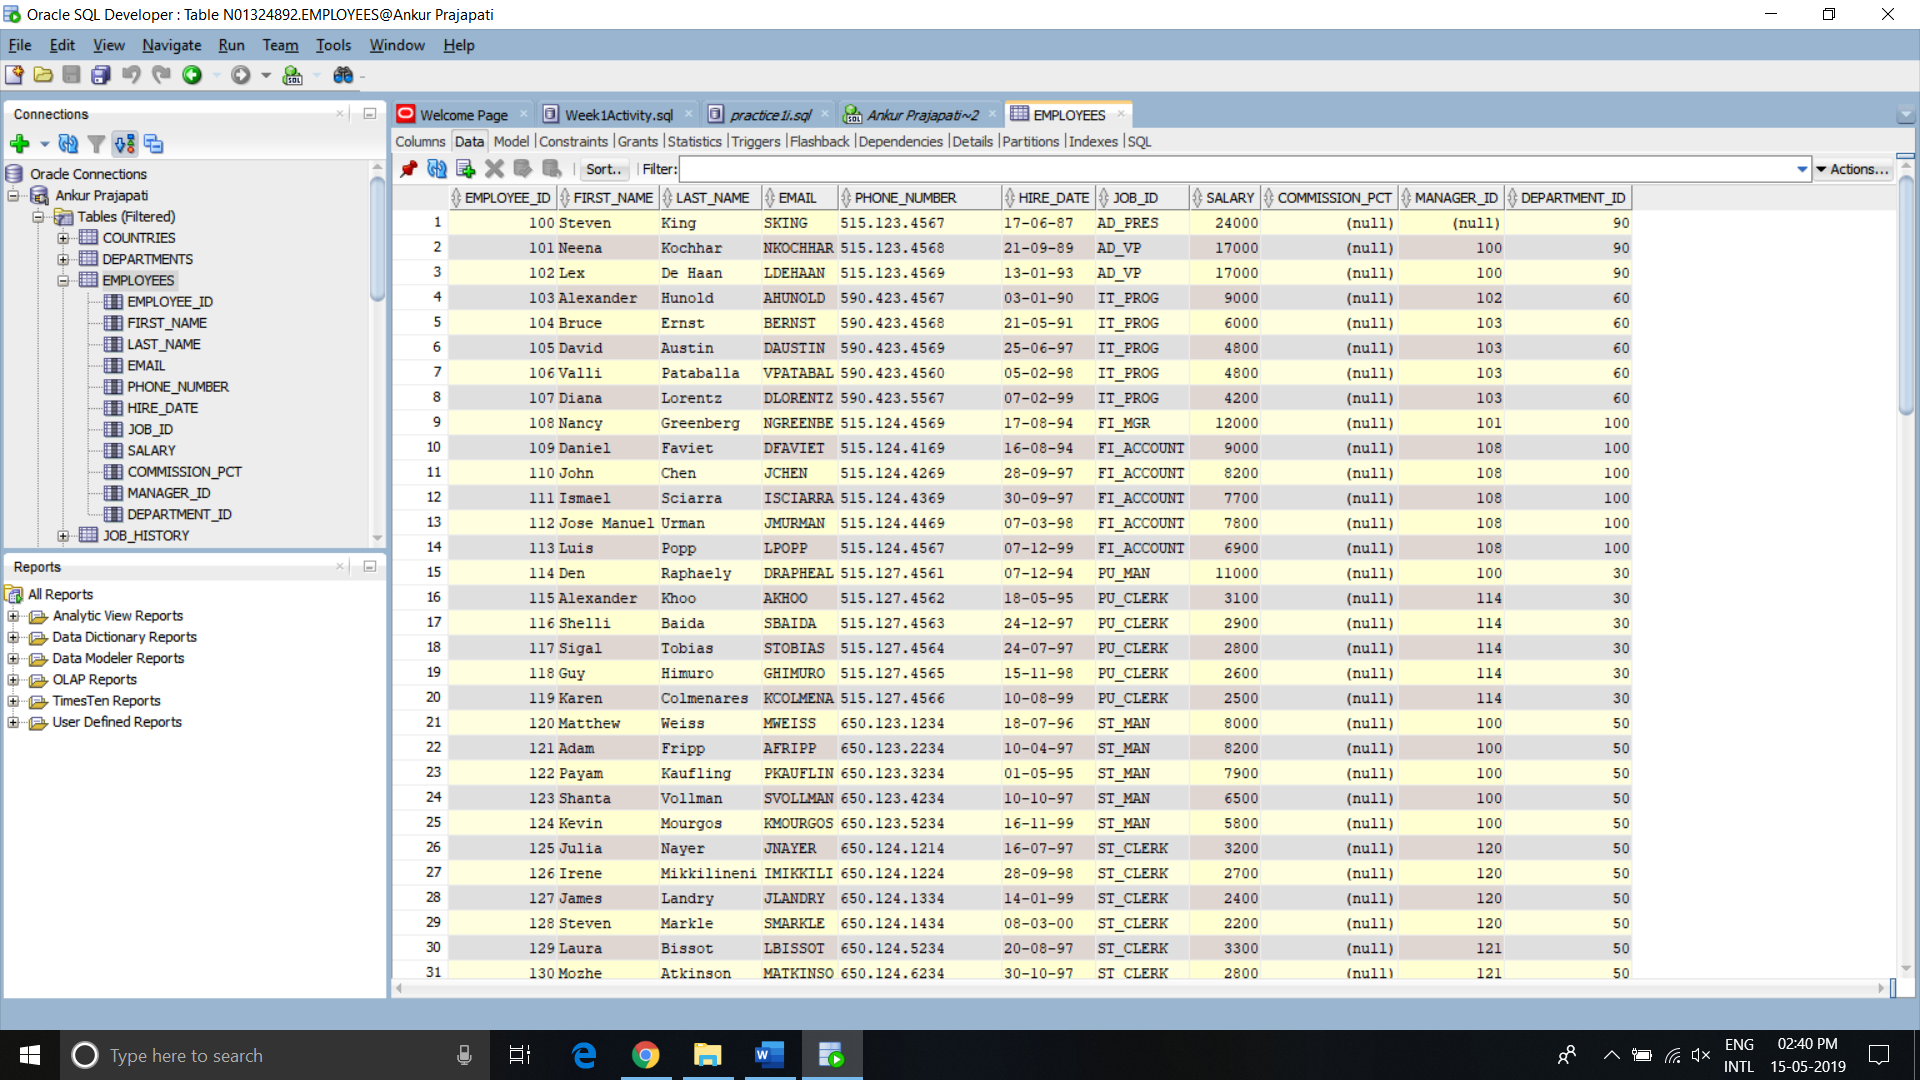 Oracle SQL Developer : Table N01324892.EMPLOYEES@Ankur Prajapati
File Edit View Navigate Run Team Tools Window Help
Connections
Oracle Connections
Ankur Prajapati
Tables (Filtered)
COUNTRIES
DEPARTMENTS
EMPLOYEES
EMPLOYEE_ID
FIRST_NAME
LAST_NAME
EMAIL
PHONE_NUMBER
HIRE_DATE
JOB_ID
SALARY
COMMISSION_PCT
MANAGER_ID
DEPARTMENT_ID
JOB_HISTORY
Reports
All Reports
Analytic View Reports
Data Dictionary Reports
Data Modeler Reports
OLAP Reports
TimesTen Reports
User Defined Reports
Welcome Page Week1Activity.sql practice1i.sql Ankur Prajapati~2 EMPLOYEES
Columns Data Model Constraints Grants Statistics Triggers Flashback Dependencies Details Partitions Indexes SQL
Sort.. Filter: Actions...
EMPLOYEE_ID FIRST_NAME LAST_NAME EMAIL PHONE_NUMBER HIRE_DATE JOB_ID SALARY COMMISSION_PCT MANAGER_ID DEPARTMENT_ID
1 100 Steven King SKING 515.123.4567 17-06-87 AD_PRES 24000 (null) (null) 90
2 101 Neena Kochhar NKOCHHAR 515.123.4568 21-09-89 AD_VP 17000 (null) 100 90
3 102 Lex De Haan LDEHAAN 515.123.4569 13-01-93 AD_VP 17000 (null) 100 90
4 103 Alexander Hunold AHUNOLD 590.423.4567 03-01-90 IT_PROG 9000 (null) 102 60
5 104 Bruce Ernst BERNST 590.423.4568 21-05-91 IT_PROG 6000 (null) 103 60
6 105 David Austin DAUSTIN 590.423.4569 25-06-97 IT_PROG 4800 (null) 103 60
7 106 Valli Pataballa VPATABAL 590.423.4560 05-02-98 IT_PROG 4800 (null) 103 60
8 107 Diana Lorentz DLORENTZ 590.423.5567 07-02-99 IT_PROG 4200 (null) 103 60
9 108 Nancy Greenberg NGREENBE 515.124.4569 17-08-94 FI_MGR 12000 (null) 101 100
10 109 Daniel Faviet DFAVIET 515.124.4169 16-08-94 FI_ACCOUNT 9000 (null) 108 100
11 110 John Chen JCHEN 515.124.4269 28-09-97 FI_ACCOUNT 8200 (null) 108 100
12 111 Ismael Sciarra ISCIARRA 515.124.4369 30-09-97 FI_ACCOUNT 7700 (null) 108 100
13 112 Jose Manuel Urman JMURMAN 515.124.4469 07-03-98 FI_ACCOUNT 7800 (null) 108 100
14 113 Luis Popp LPOPP 515.124.4567 07-12-99 FI_ACCOUNT 6900 (null) 108 100
15 114 Den Raphaely DRAPHEAL 515.127.4561 07-12-94 PU_MAN 11000 (null) 100 30
16 115 Alexander Khoo AKHOO 515.127.4562 18-05-95 PU_CLERK 3100 (null) 114 30
17 116 Shelli Baida SBAIDA 515.127.4563 24-12-97 PU_CLERK 2900 (null) 114 30
18 117 Sigal Tobias STOBIAS 515.127.4564 24-07-97 PU_CLERK 2800 (null) 114 30
19 118 Guy Himuro GHIMURO 515.127.4565 15-11-98 PU_CLERK 2600 (null) 114 30
20 119 Karen Colmenares KCOLMENA 515.127.4566 10-08-99 PU_CLERK 2500 (null) 114 30
21 120 Matthew Weiss MWEISS 650.123.1234 18-07-96 ST_MAN 8000 (null) 100 50
22 121 Adam Fripp AFRIPP 650.123.2234 10-04-97 ST_MAN 8200 (null) 100 50
23 122 Payam Kaufling PKAUFLIN 650.123.3234 01-05-95 ST_MAN 7900 (null) 100 50
24 123 Shanta Vollman SVOLLMAN 650.123.4234 10-10-97 ST_MAN 6500 (null) 100 50
25 124 Kevin Mourgos KMOURGOS 650.123.5234 16-11-99 ST_MAN 5800 (null) 100 50
26 125 Julia Nayer JNAYER 650.124.1214 16-07-97 ST_CLERK 3200 (null) 120 50
27 126 Irene Mikkilineni IMIKKILI 650.124.1224 28-09-98 ST_CLERK 2700 (null) 120 50
28 127 James Landry JLANDRY 650.124.1334 14-01-99 ST_CLERK 2400 (null) 120 50
29 128 Steven Markle SMARKLE 650.124.1434 08-03-00 ST_CLERK 2200 (null) 120 50
30 129 Laura Bissot LBISSOT 650.124.5234 20-08-97 ST_CLERK 3300 (null) 121 50
31 130 Mozhe Atkinson MATKINSO 650.124.6234 30-10-97 ST_CLERK 2800 (null) 121 50
Type here to search
ENG
INTL
02:40 PM
15-05-2019